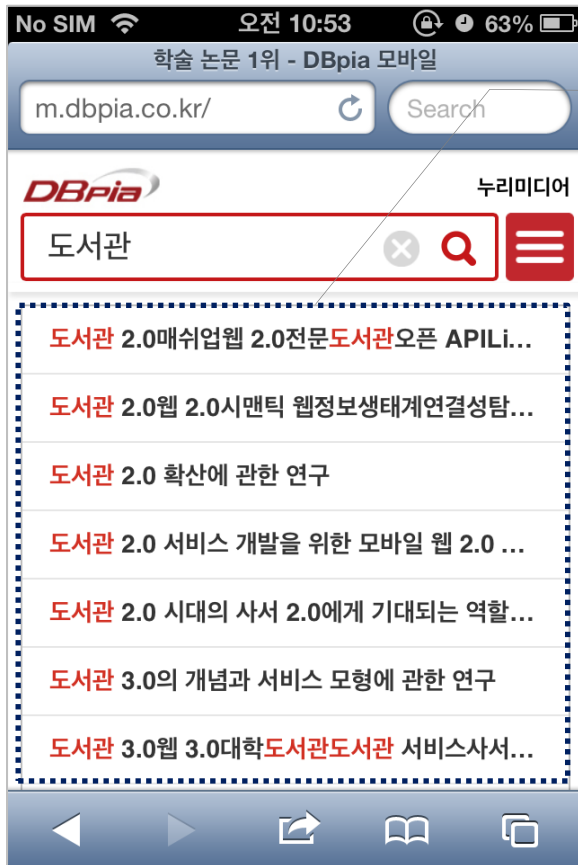 No SIM 오전 10:53 63%
학술 논문 1위 - DBpia 모바일
m.dbpia.co.kr/ Search
DBpia 누리미디어
도서관
도서관 2.0매쉬업웹 2.0전문도서관오픈 APILi...
도서관 2.0웹 2.0시맨틱 웹정보생태계연결성탐...
도서관 2.0 확산에 관한 연구
도서관 2.0 서비스 개발을 위한 모바일 웹 2.0 ...
도서관 2.0 시대의 사서 2.0에게 기대되는 역할...
도서관 3.0의 개념과 서비스 모형에 관한 연구
도서관 3.0웹 3.0대학도서관도서관 서비스사서...